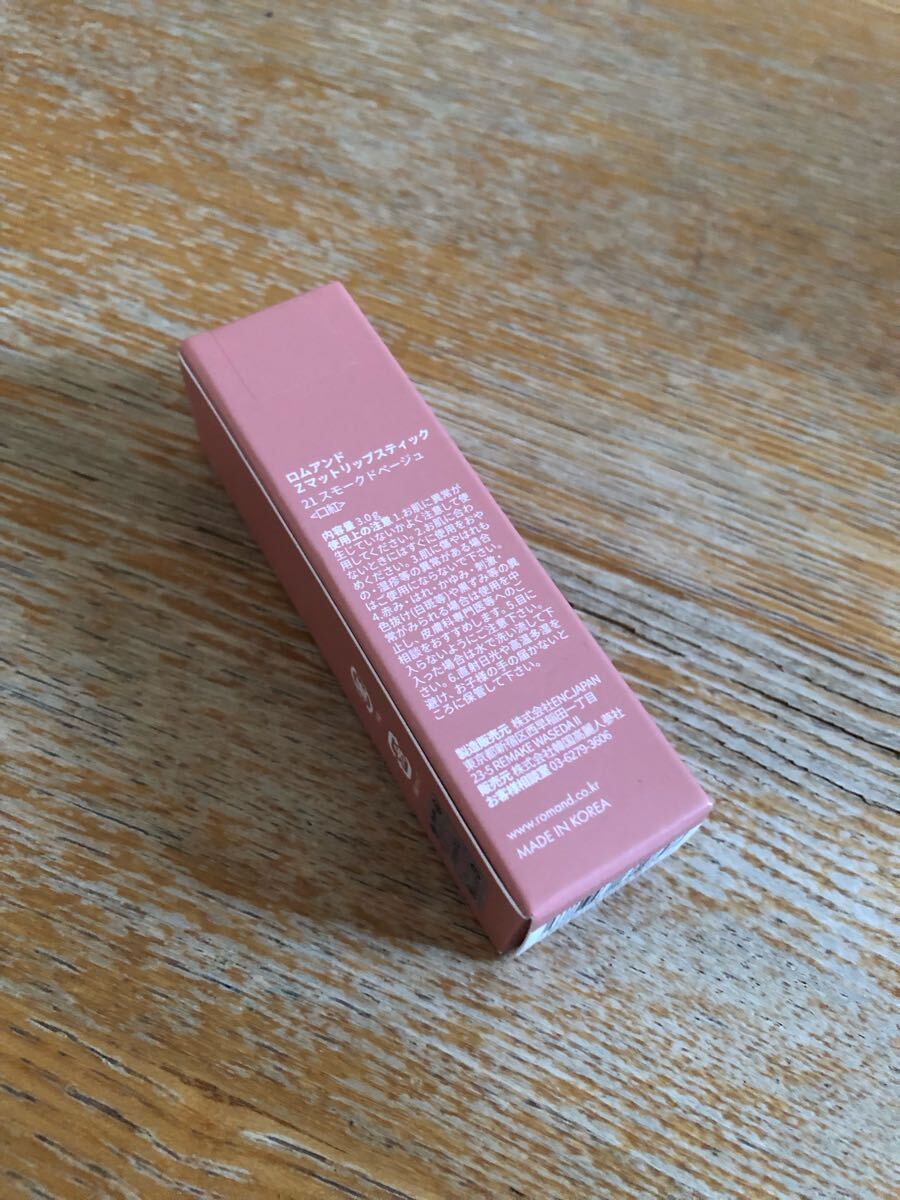 ロムアンド
Zマットリップスティック
21 スモークドベージュ
<口紅>
内容量 3.0g
使用上の注意 1.お肌に異常が
生じていないかよく注意して使
用してください。2.お肌に合わ
ないときはすぐに使用をおや
めください。3.肌に傷やはれも
の・湿疹等の異常がある場合
はご使用にならないで下さい。
4.赤み・はれ・かゆみ・刺激、
色抜け(白斑等)や黒ずみ等の異
常がみられる場合は使用を中
止し、皮膚科専門医等へのご
相談をおすすめします。5.目に
入らないようにご注意下さい。
入った場合は水で洗い流して下
さい。6.直射日光や高温多湿を
避け、お子様の手の届かないと
ころに保管して下さい。
製造販売元 株式会社ENCJAPAN
東京都新宿区西早稲田一丁目
23-5 REMAKE WASEDA II
販売元 株式会社韓国高麗人蔘社
お客様相談室 03-6279-3606
www.romand.co.kr
MADE IN KOREA